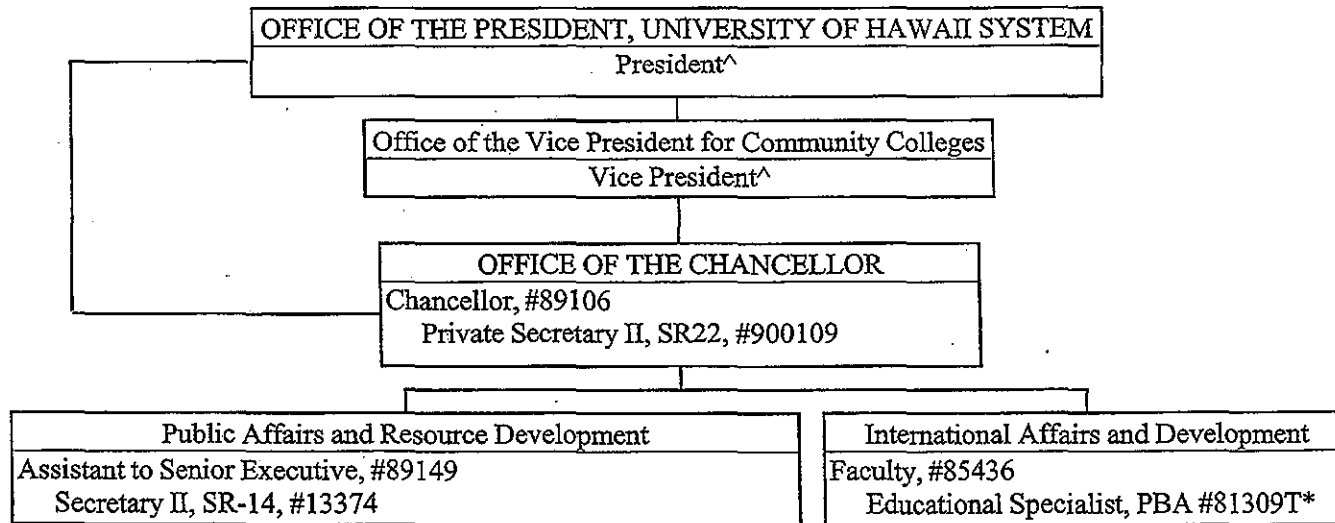 OFFICE OF THE PRESIDENT, UNIVERSITY OF HAWAII SYSTEM
President^
Office of the Vice President for Community Colleges
Vice President^
OFFICE OF THE CHANCELLOR
Chancellor, #89106
Private Secretary II, SR22, #900109
Public Affairs and Resource Development
Assistant to Senior Executive, #89149
Secretary II, SR-14, #13374
International Affairs and Development
Faculty, #85436
Educational Specialist, PBA #81309T*